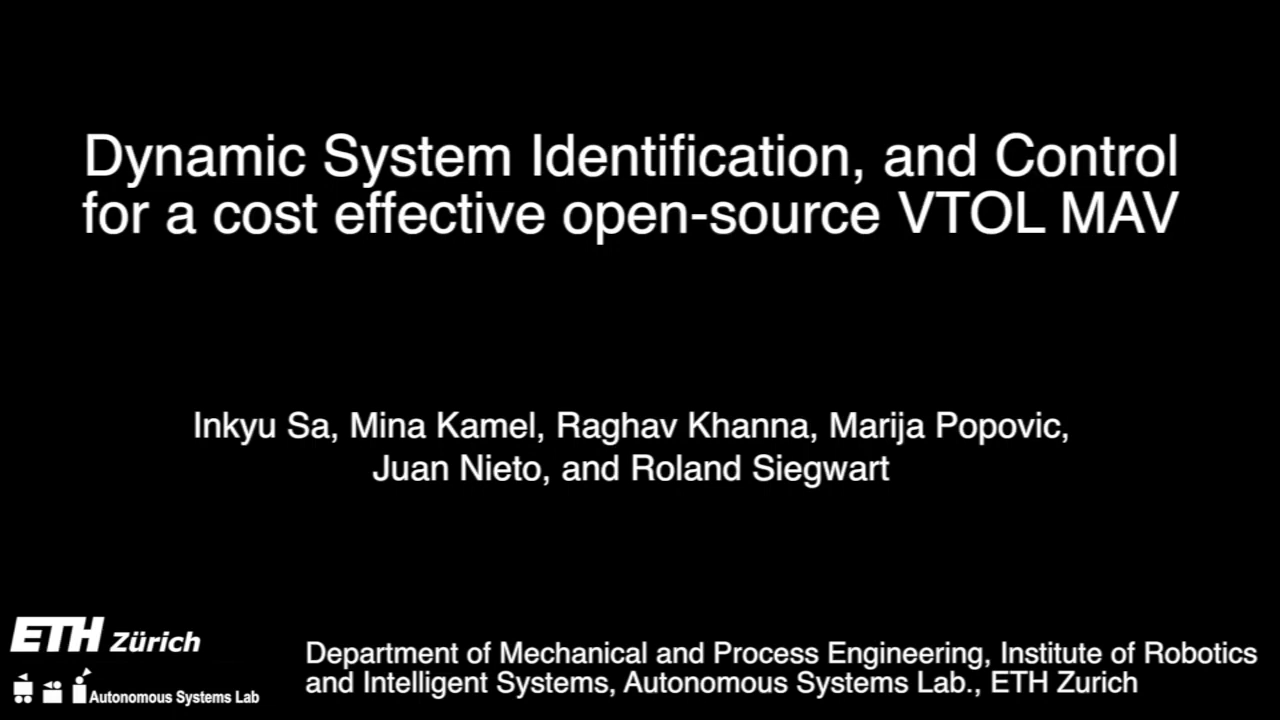 Dynamic System Identification, and Control
for a cost effective open-source VTOL MAV
Inkyu Sa, Mina Kamel, Raghav Khanna, Marija Popovic,
Juan Nieto, and Roland Siegwart
ETH Zürich
Autonomous Systems Lab
Department of Mechanical and Process Engineering, Institute of Robotics
and Intelligent Systems, Autonomous Systems Lab., ETH Zurich